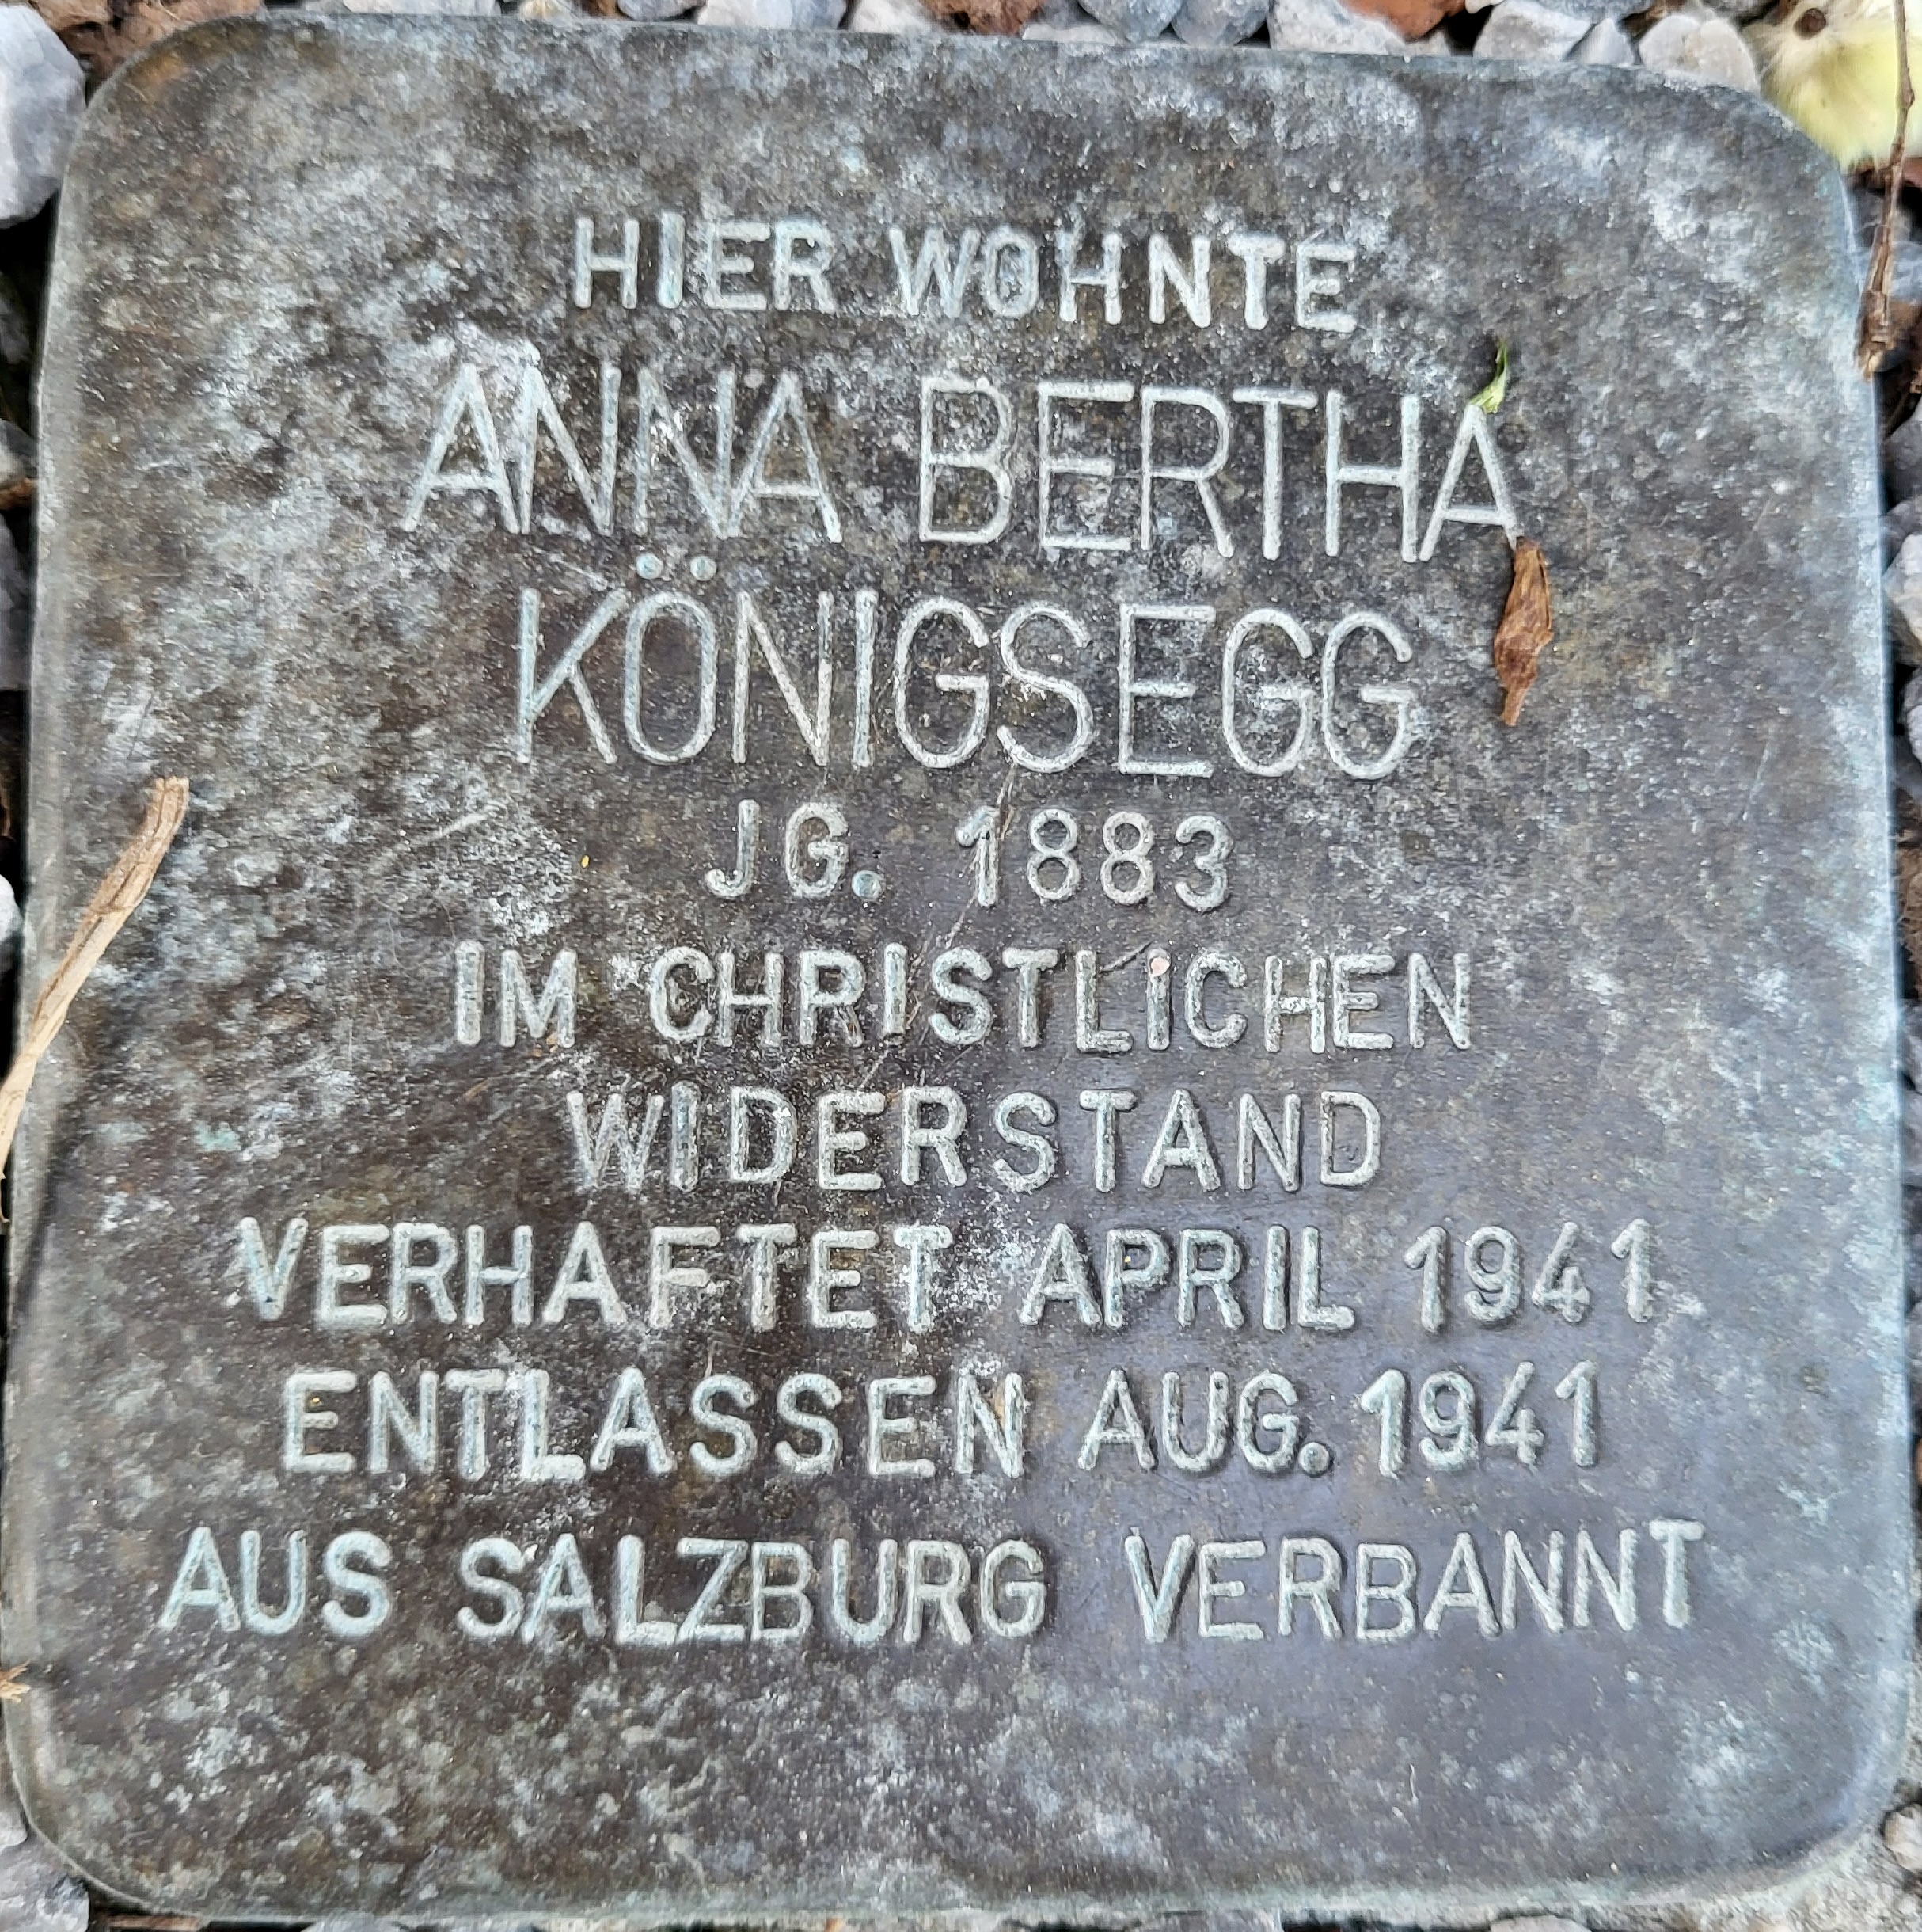 HIER WOHNTE
ANNA BERTHA
KÖNIGSEGG
JG. 1883
IM CHRISTLICHEN
WIDERSTAND
VERHAFTET APRIL 1941
ENTLASSEN AUG. 1941
AUS SALZBURG VERBANNT